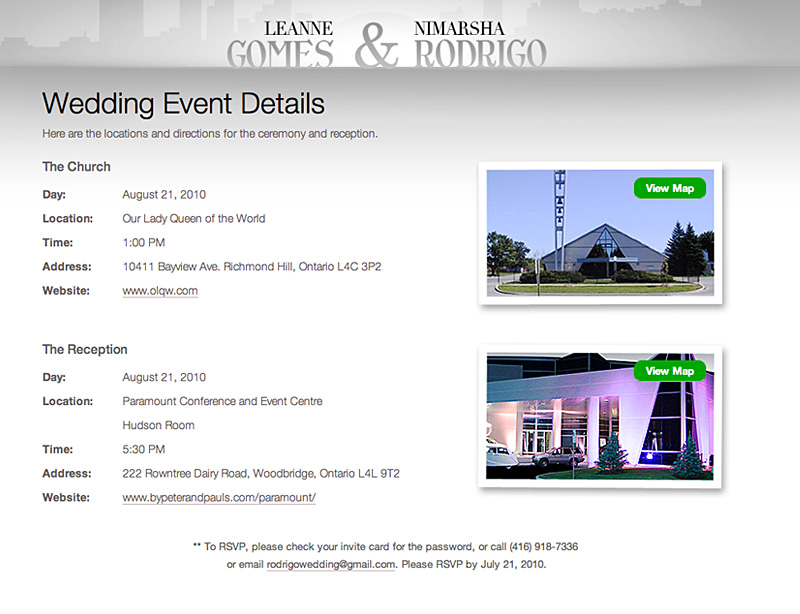 LEANNE GOMES & NIMARSHA RODRIGO
Wedding Event Details
Here are the locations and directions for the ceremony and reception.
The Church
Day: August 21, 2010
Location: Our Lady Queen of the World
Time: 1:00 PM
Address: 10411 Bayview Ave. Richmond Hill, Ontario L4C 3P2
Website: www.olqw.com
View Map
The Reception
Day: August 21, 2010
Location: Paramount Conference and Event Centre
Hudson Room
Time: 5:30 PM
Address: 222 Rowntree Dairy Road, Woodbridge, Ontario L4L 9T2
Website: www.bypeterandpauls.com/paramount/
View Map
** To RSVP, please check your invite card for the password, or call (416) 918-7336
or email rodrigowedding@gmail.com. Please RSVP by July 21, 2010.